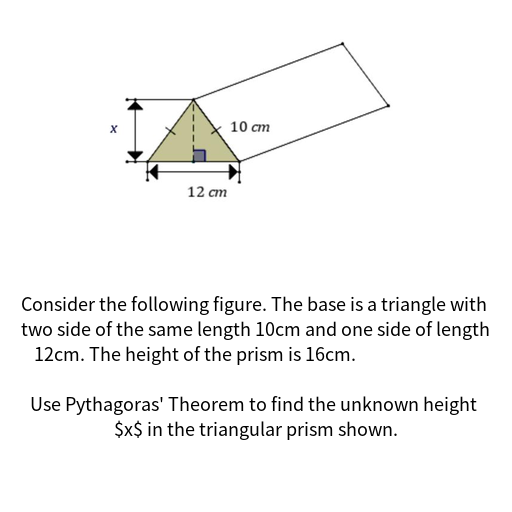 x
10 cm
12 cm
Consider the following figure. The base is a triangle with
two side of the same length 10cm and one side of length
12cm. The height of the prism is 16cm.
Use Pythagoras' Theorem to find the unknown height
$x$ in the triangular prism shown.